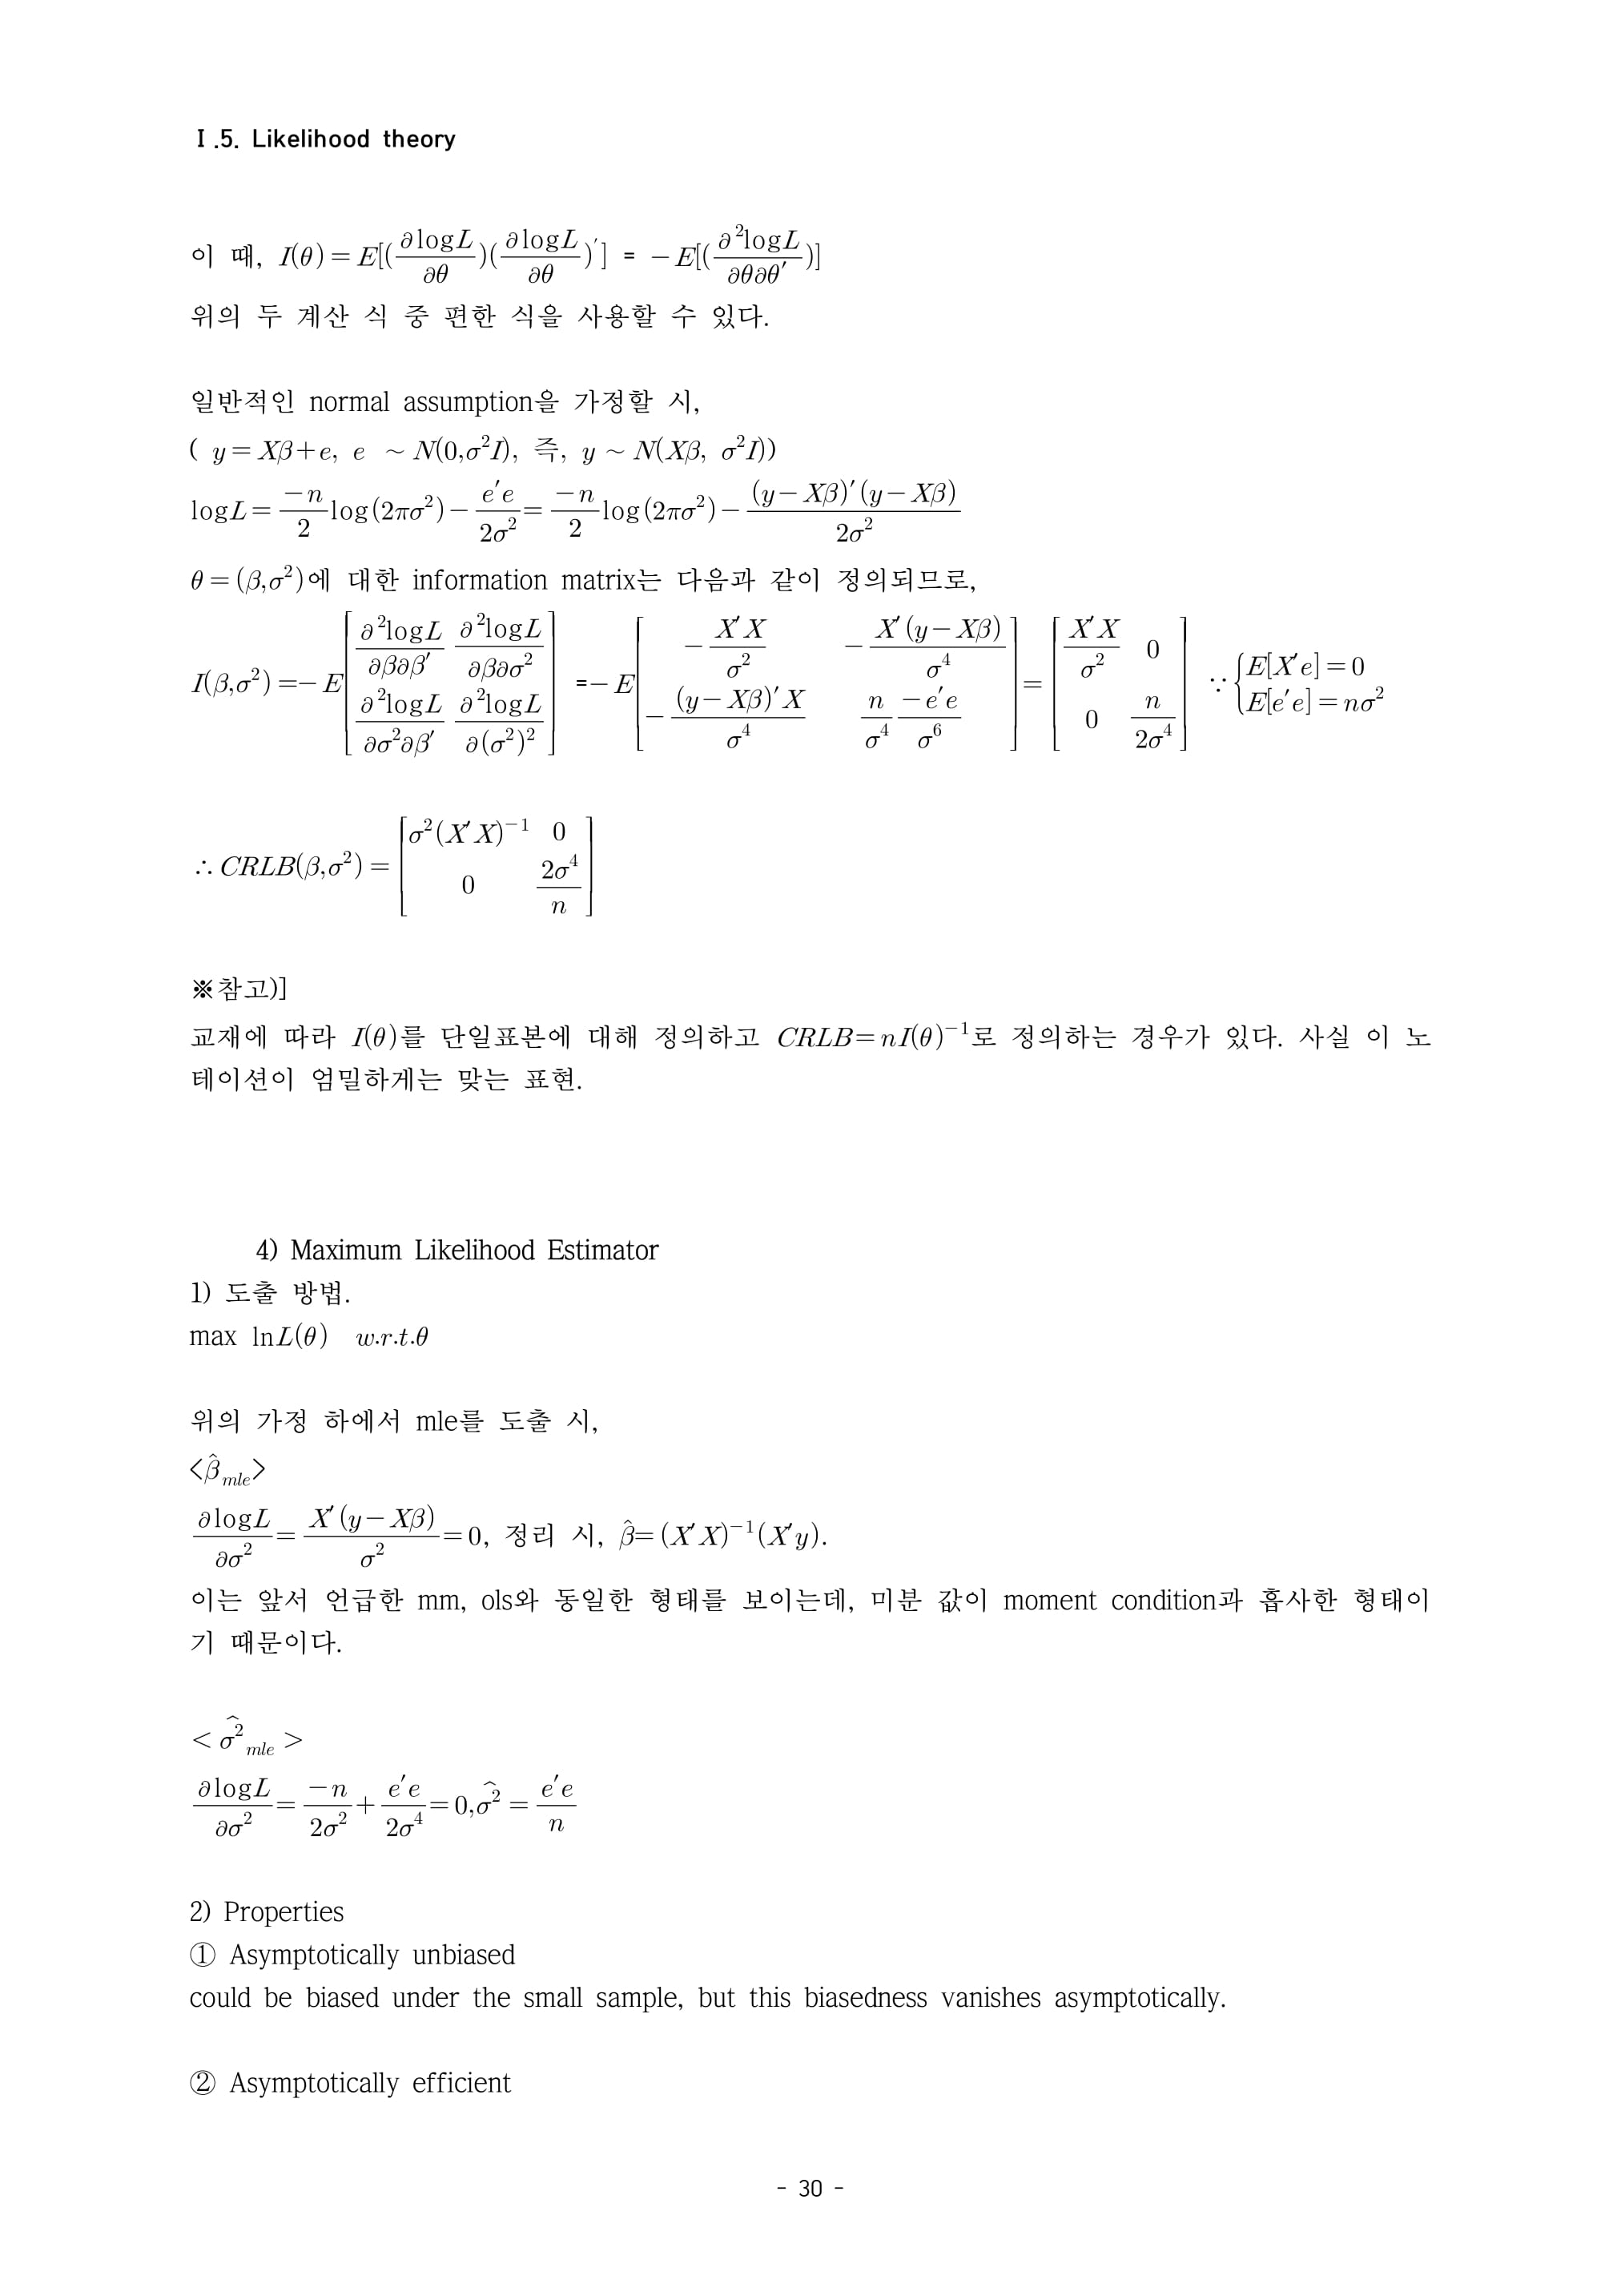 Ⅰ.5. Likelihood theory
이 때, $I(\theta)=E[(\frac{\partial \log L}{\partial \theta})(\frac{\partial \log L}{\partial \theta})']$ = $-E[(\frac{\partial^2 \log L}{\partial \theta \partial \theta'})]$
위의 두 계산 식 중 편한 식을 사용할 수 있다.
일반적인 normal assumption을 가정할 시,
( $y=X\beta+e$, $e \sim N(0,\sigma^2 I)$, 즉, $y \sim N(X\beta, \sigma^2 I)$)
$\log L=\frac{-n}{2}\log(2\pi\sigma^2)-\frac{e'e}{2\sigma^2}=\frac{-n}{2}\log(2\pi\sigma^2)-\frac{(y-X\beta)'(y-X\beta)}{2\sigma^2}$
$\theta=(\beta,\sigma^2)$에 대한 information matrix는 다음과 같이 정의되므로,
$I(\beta,\sigma^2)=-E\begin{bmatrix}\frac{\partial^2 \log L}{\partial\beta\partial\beta'} & \frac{\partial^2 \log L}{\partial\beta\partial\sigma^2}\\ \frac{\partial^2 \log L}{\partial\sigma^2\partial\beta'} & \frac{\partial^2 \log L}{\partial(\sigma^2)^2}\end{bmatrix}=-E\begin{bmatrix}-\frac{X'X}{\sigma^2} & -\frac{X'(y-X\beta)}{\sigma^4}\\ -\frac{(y-X\beta)'X}{\sigma^4} & \frac{n}{\sigma^4}\frac{-e'e}{\sigma^6}\end{bmatrix}=\begin{bmatrix}\frac{X'X}{\sigma^2} & 0\\ 0 & \frac{n}{2\sigma^4}\end{bmatrix} \because \begin{cases}E[X'e]=0\\ E[e'e]=n\sigma^2\end{cases}$
$\therefore CRLB(\beta,\sigma^2)=\begin{bmatrix}\sigma^2(X'X)^{-1} & 0\\ 0 & \frac{2\sigma^4}{n}\end{bmatrix}$
※참고)]
교재에 따라 $I(\theta)$를 단일표본에 대해 정의하고 $CRLB=nI(\theta)^{-1}$로 정의하는 경우가 있다. 사실 이 노
테이션이 엄밀하게는 맞는 표현.
4) Maximum Likelihood Estimator
1) 도출 방법.
max $\ln L(\theta)$ $w.r.t.\theta$
위의 가정 하에서 mle를 도출 시,
<$\hat{\beta}_{mle}$>
$\frac{\partial \log L}{\partial\sigma^2}=\frac{X'(y-X\beta)}{\sigma^2}=0$, 정리 시, $\hat{\beta}=(X'X)^{-1}(X'y)$.
이는 앞서 언급한 mm, ols와 동일한 형태를 보이는데, 미분 값이 moment condition과 흡사한 형태이
기 때문이다.
<$\widehat{\sigma^2}_{mle}$>
$\frac{\partial \log L}{\partial\sigma^2}=\frac{-n}{2\sigma^2}+\frac{e'e}{2\sigma^4}=0, \widehat{\sigma^2}=\frac{e'e}{n}$
2) Properties
① Asymptotically unbiased
could be biased under the small sample, but this biasedness vanishes asymptotically.
② Asymptotically efficient
- 30 -